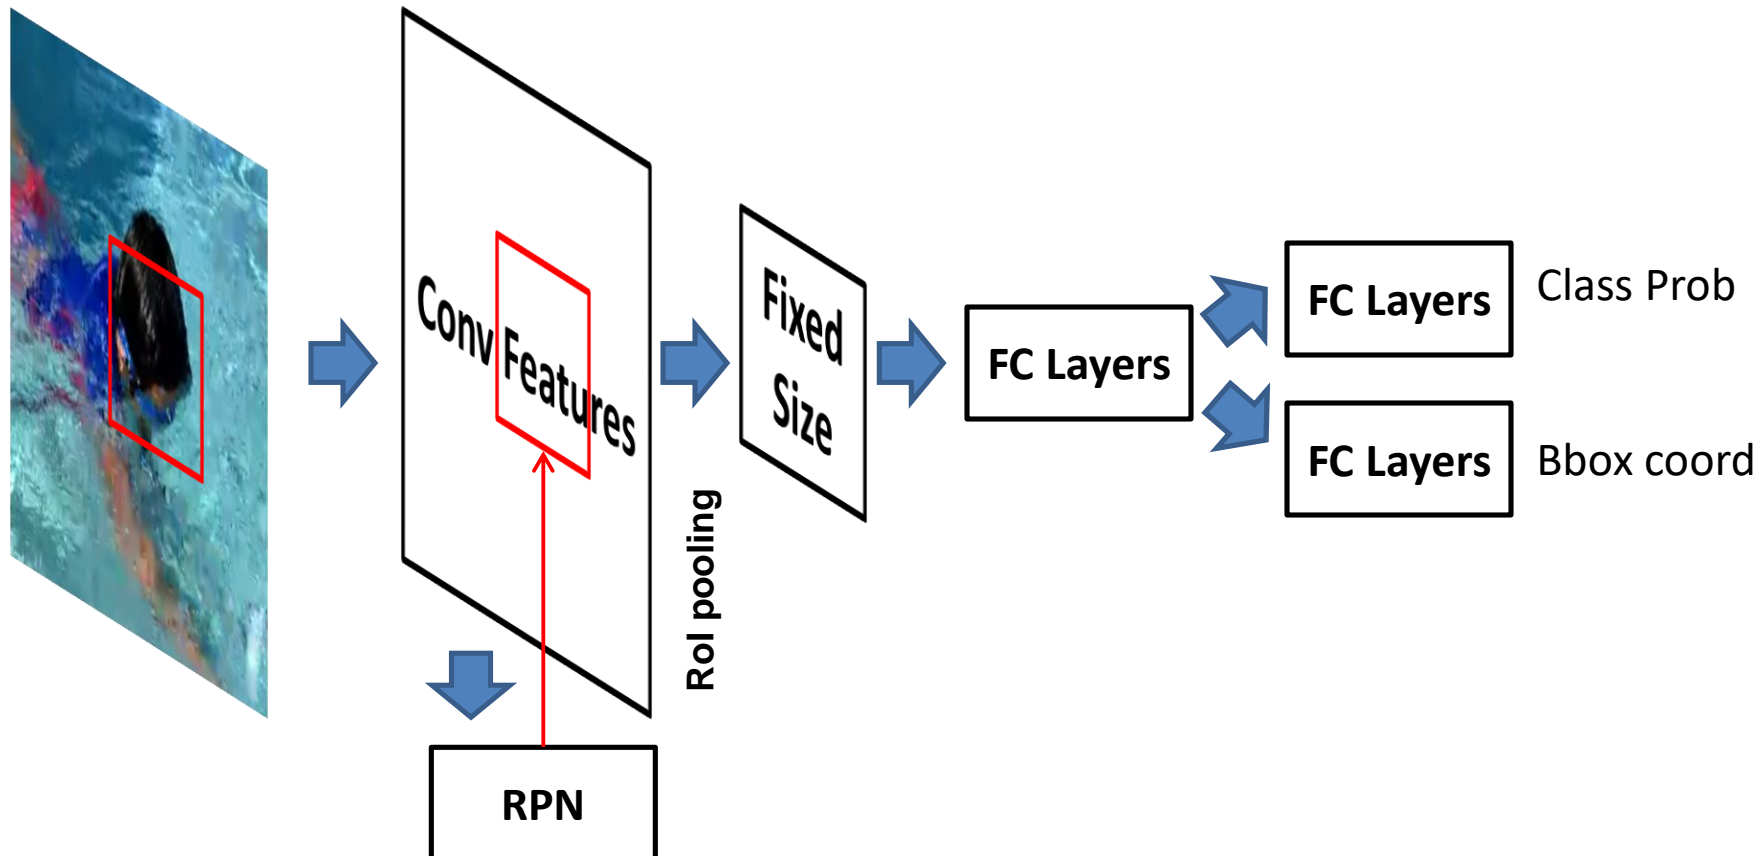 Conv Features
RoI pooling
Fixed
Size
FC Layers
FC Layers
Class Prob
FC Layers
Bbox coord
RPN